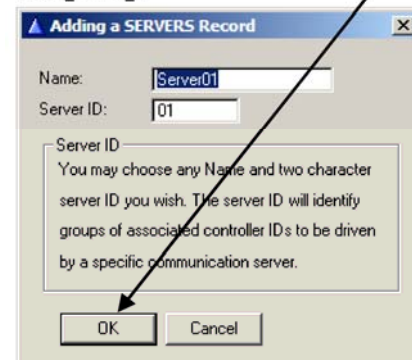 Adding a SERVERS Record
Name: Server01
Server ID: 01
Server ID
You may choose any Name and two character
server ID you wish. The server ID will identify
groups of associated controller IDs to be driven
by a specific communication server.
OK Cancel